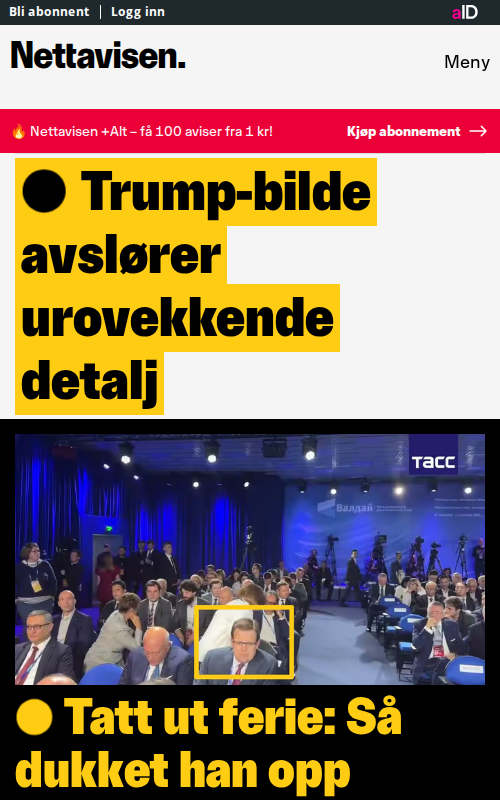 Bli abonnent | Logg inn
aID
Nettavisen.
Meny
🔥 Nettavisen +Alt – få 100 aviser fra 1 kr!
Kjøp abonnement →
Trump-bilde
avslører
urovekkende
detalj
ТАСС
Валдай
Tatt ut ferie: Så
dukket han opp